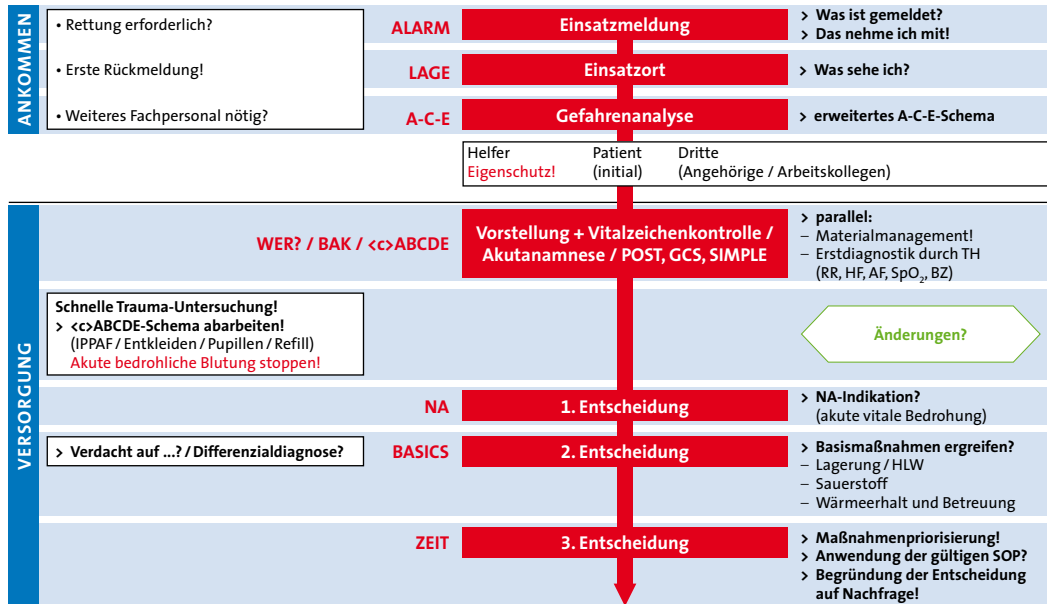 ANKOMMEN
• Rettung erforderlich?
ALARM
Einsatzmeldung
> Was ist gemeldet?
> Das nehme ich mit!
• Erste Rückmeldung!
LAGE
Einsatzort
> Was sehe ich?
• Weiteres Fachpersonal nötig?
A-C-E
Gefahrenanalyse
> erweitertes A-C-E-Schema
Helfer Patient Dritte
Eigenschutz! (initial) (Angehörige / Arbeitskollegen)
VERSORGUNG
WER? / BAK / <c>ABCDE
Vorstellung + Vitalzeichenkontrolle /
Akutanamnese / POST, GCS, SIMPLE
> parallel:
– Materialmanagement!
– Erstdiagnostik durch TH
(RR, HF, AF, SpO₂, BZ)
Schnelle Trauma-Untersuchung!
> <c>ABCDE-Schema abarbeiten!
(IPPAF / Entkleiden / Pupillen / Refill)
Akute bedrohliche Blutung stoppen!
Änderungen?
NA
1. Entscheidung
> NA-Indikation?
(akute vitale Bedrohung)
> Verdacht auf ...? / Differenzialdiagnose?
BASICS
2. Entscheidung
> Basismaßnahmen ergreifen?
– Lagerung / HLW
– Sauerstoff
– Wärmeerhalt und Betreuung
ZEIT
3. Entscheidung
> Maßnahmenpriorisierung!
> Anwendung der gültigen SOP?
> Begründung der Entscheidung
auf Nachfrage!